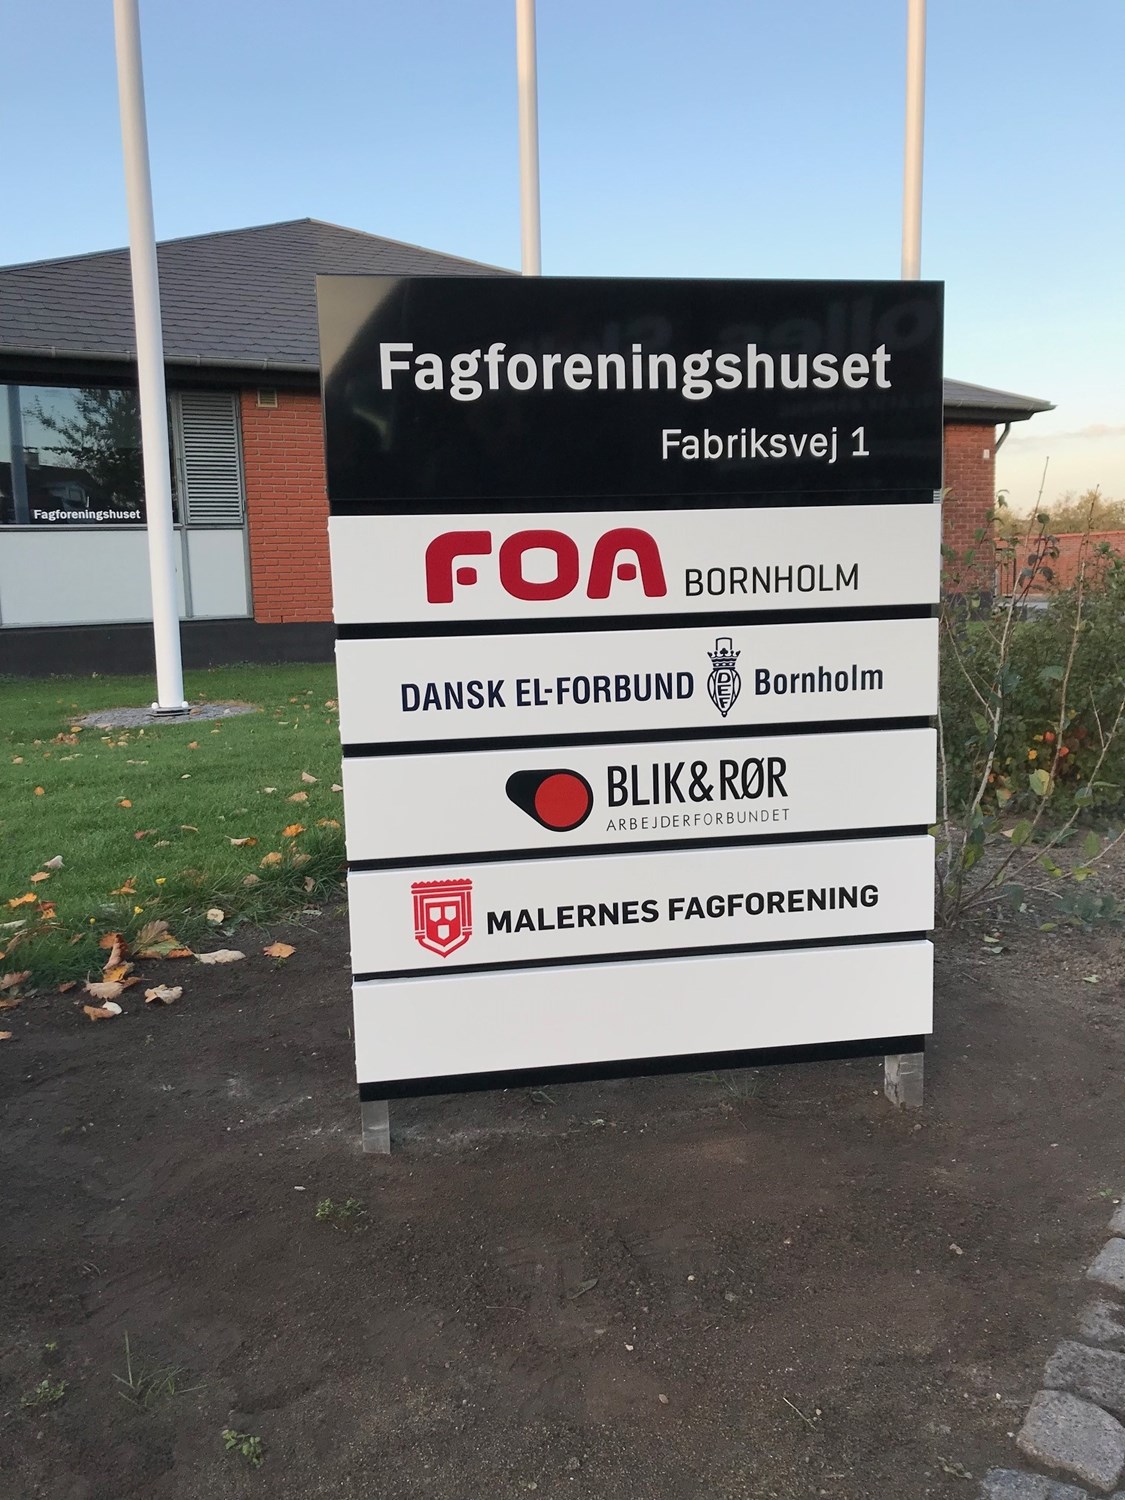 Fagforeningshuset
Fabriksvej 1
Fagforeningshuset
FOA BORNHOLM
DANSK EL-FORBUND DEF Bornholm
BLIK&RØR
ARBEJDERFORBUNDET
MALERNES FAGFORENING